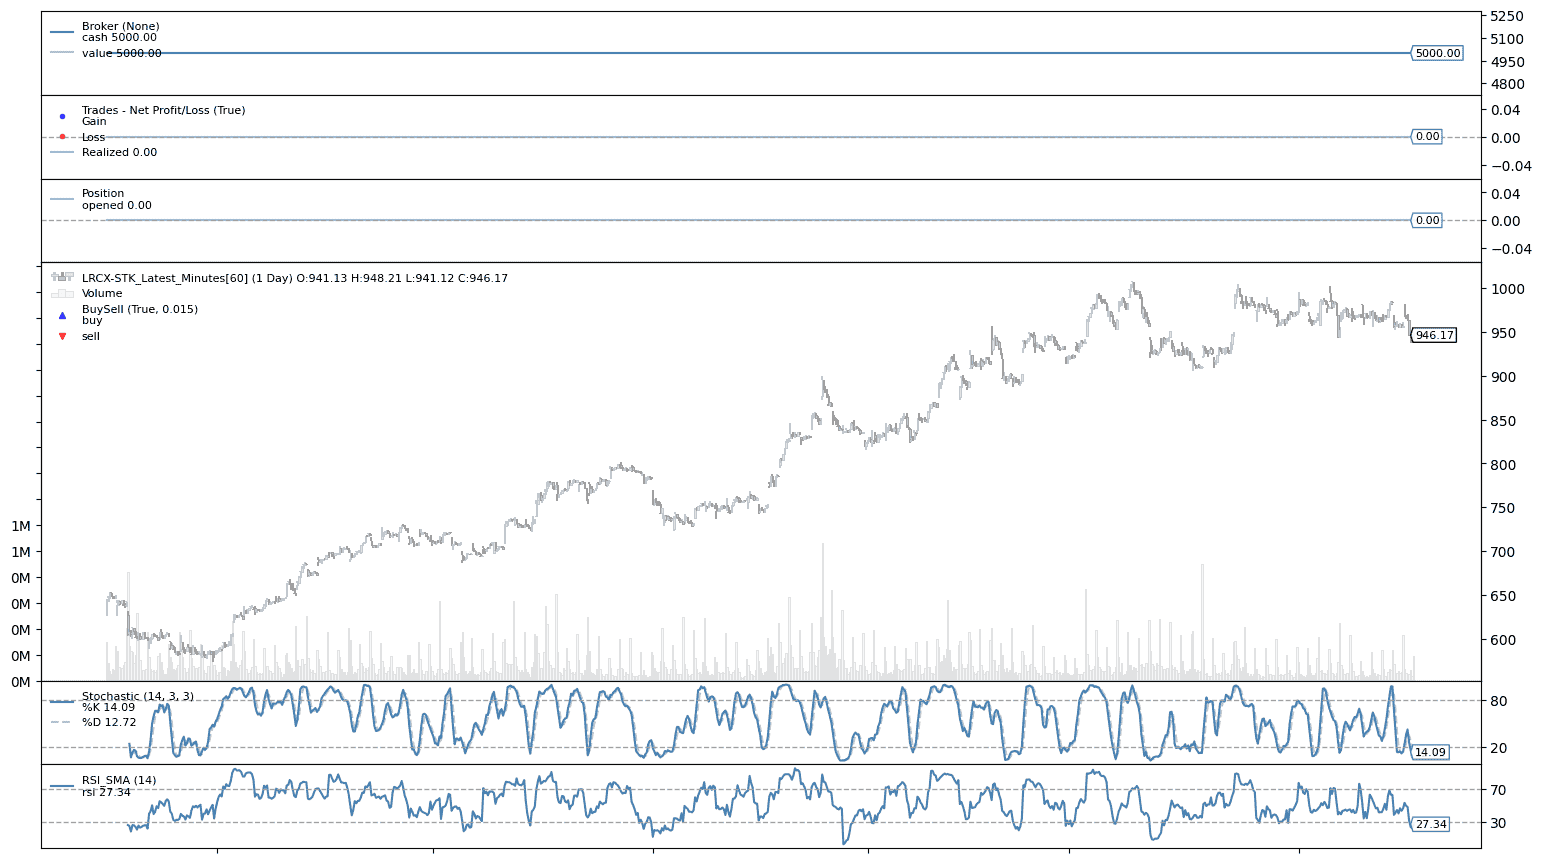 Broker (None)
cash 5000.00
value 5000.00
5250
5100
4950
4800
5000.00
Trades - Net Profit/Loss (True)
Gain
Loss
Realized 0.00
0.04
0.00
−0.04
0.00
Position
opened 0.00
0.04
0.00
−0.04
0.00
LRCX-STK_Latest_Minutes[60] (1 Day) O:941.13 H:948.21 L:941.12 C:946.17
Volume
BuySell (True, 0.015)
buy
sell
1000
950
900
850
800
750
700
650
600
946.17
1M
1M
0M
0M
0M
0M
0M
Stochastic (14, 3, 3)
%K 14.09
%D 12.72
80
20
14.09
RSI_SMA (14)
rsi 27.34
70
30
27.34